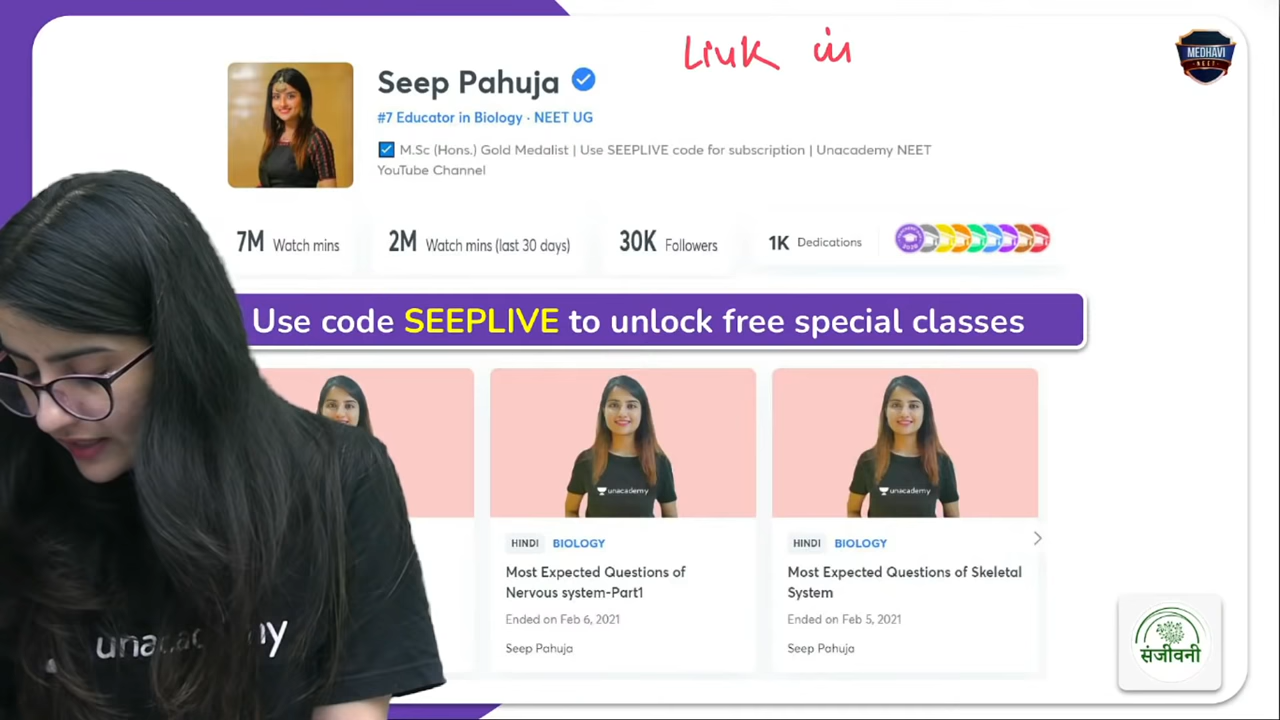 Link in
MEDHAVI
NEET
Seep Pahuja
#7 Educator in Biology · NEET UG
M.Sc (Hons.) Gold Medalist | Use SEEPLIVE code for subscription | Unacademy NEET
YouTube Channel
7M Watch mins
2M Watch mins (last 30 days)
30K Followers
1K Dedications
Use code SEEPLIVE to unlock free special classes
unacademy
unacademy
HINDI BIOLOGY
Most Expected Questions of
Nervous system-Part1
Ended on Feb 6, 2021
Seep Pahuja
HINDI BIOLOGY
Most Expected Questions of Skeletal
System
Ended on Feb 5, 2021
Seep Pahuja
संजीवनी